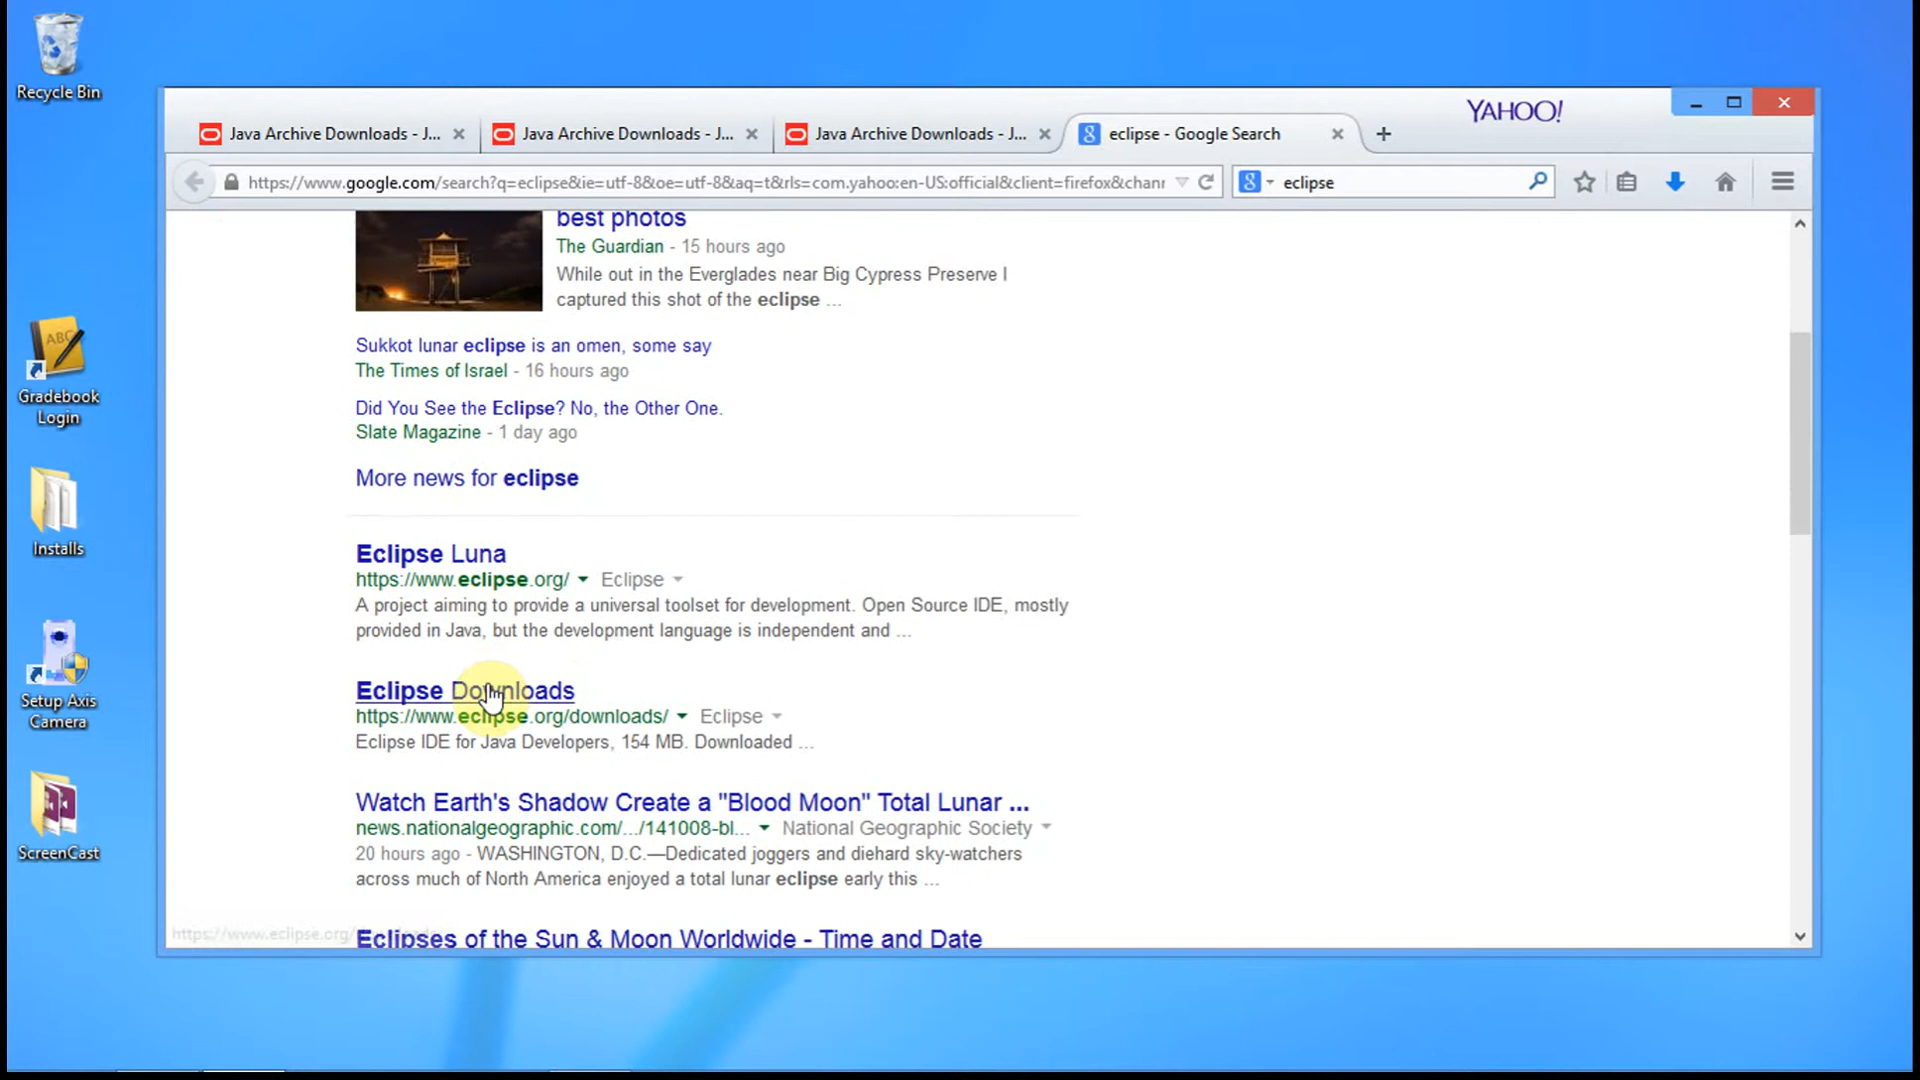 Recycle Bin
YAHOO!
Java Archive Downloads - J...
Java Archive Downloads - J...
Java Archive Downloads - J...
eclipse - Google Search
https://www.google.com/search?q=eclipse&ie=utf-8&oe=utf-8&aq=t&rls=com.yahoo:en-US:official&client=firefox&chanr
eclipse
best photos
The Guardian - 15 hours ago
While out in the Everglades near Big Cypress Preserve I
captured this shot of the eclipse ...
Sukkot lunar eclipse is an omen, some say
The Times of Israel - 16 hours ago
Did You See the Eclipse? No, the Other One.
Slate Magazine - 1 day ago
More news for eclipse
Eclipse Luna
https://www.eclipse.org/ Eclipse
A project aiming to provide a universal toolset for development. Open Source IDE, mostly
provided in Java, but the development language is independent and ...
Eclipse Downloads
https://www.eclipse.org/downloads/ Eclipse
Eclipse IDE for Java Developers, 154 MB. Downloaded ...
Watch Earth's Shadow Create a "Blood Moon" Total Lunar ...
news.nationalgeographic.com/.../141008-bl... National Geographic Society
20 hours ago - WASHINGTON, D.C.—Dedicated joggers and diehard sky-watchers
across much of North America enjoyed a total lunar eclipse early this ...
Eclipses of the Sun & Moon Worldwide - Time and Date
https://www.eclipse.org/
ABC
Gradebook
Login
Installs
Setup Axis
Camera
ScreenCast